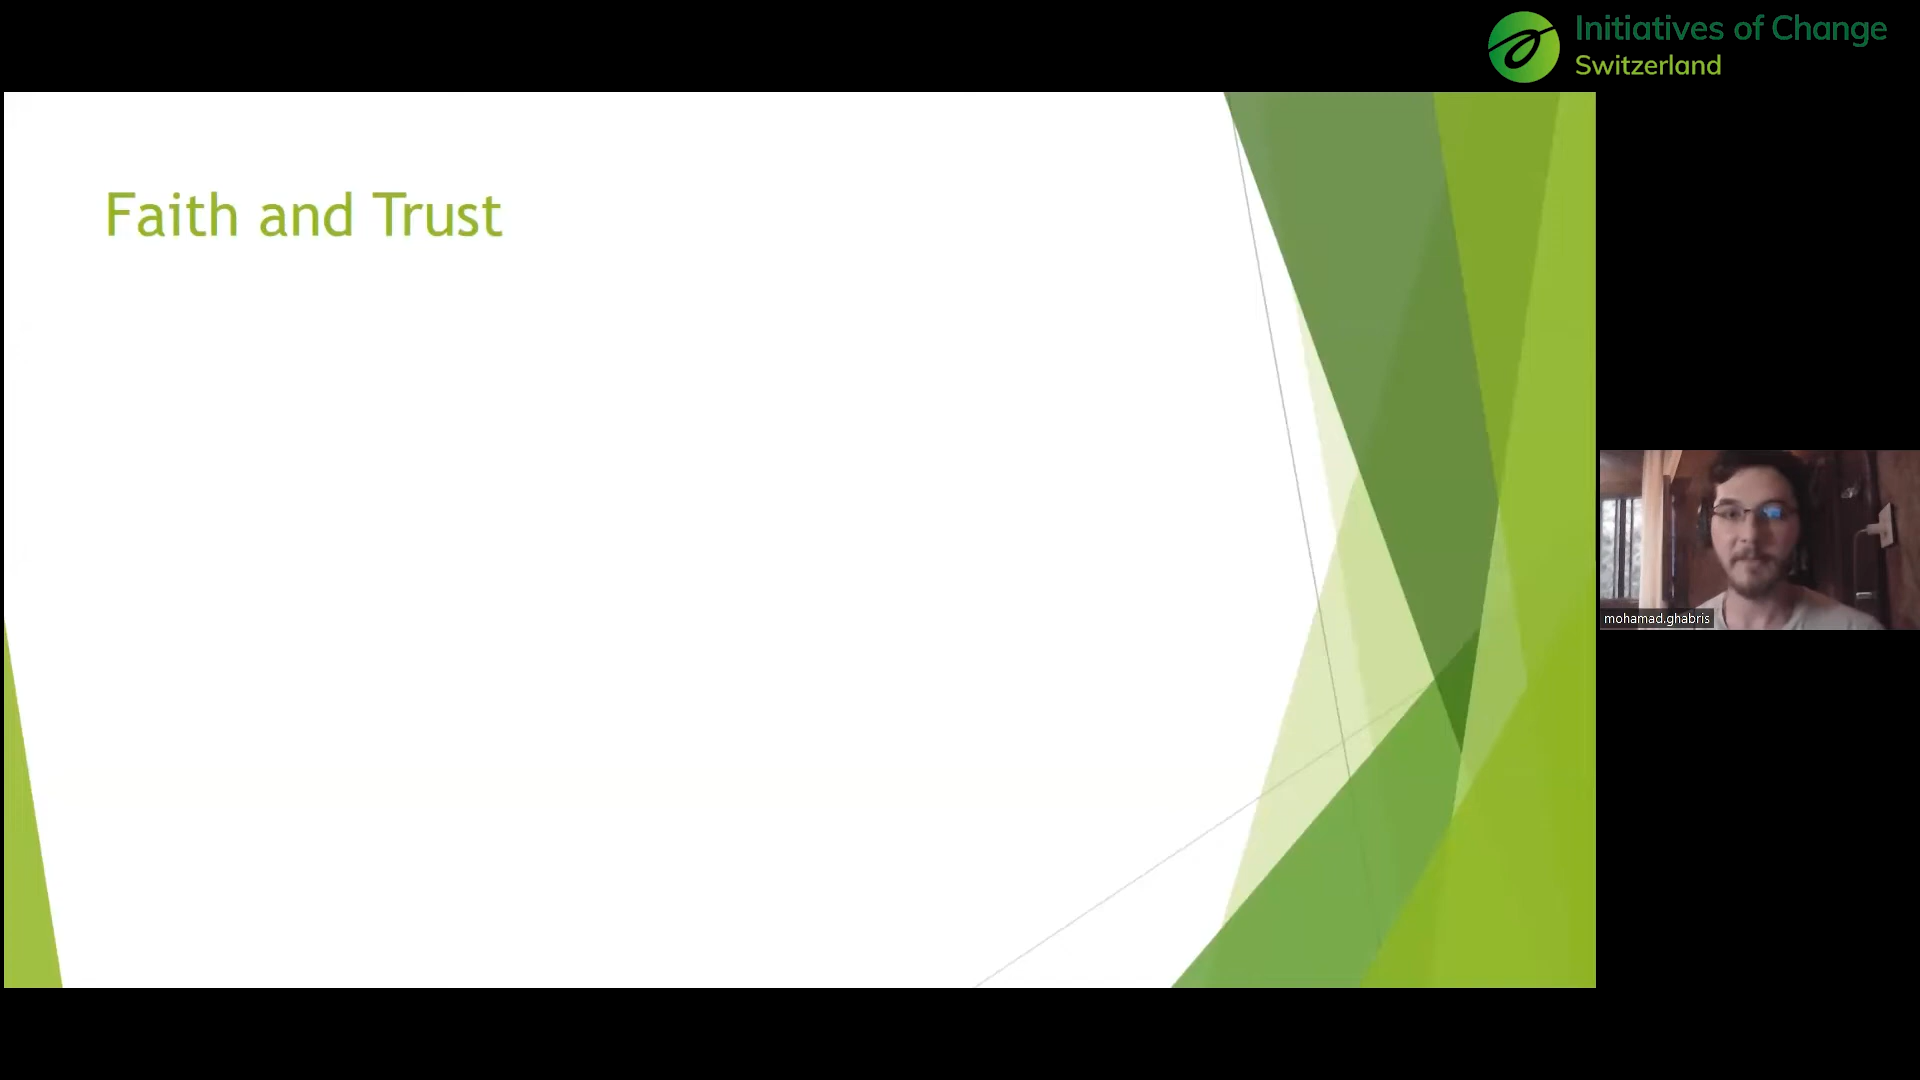 Initiatives of Change
Switzerland
Faith and Trust
mohamad.ghabris